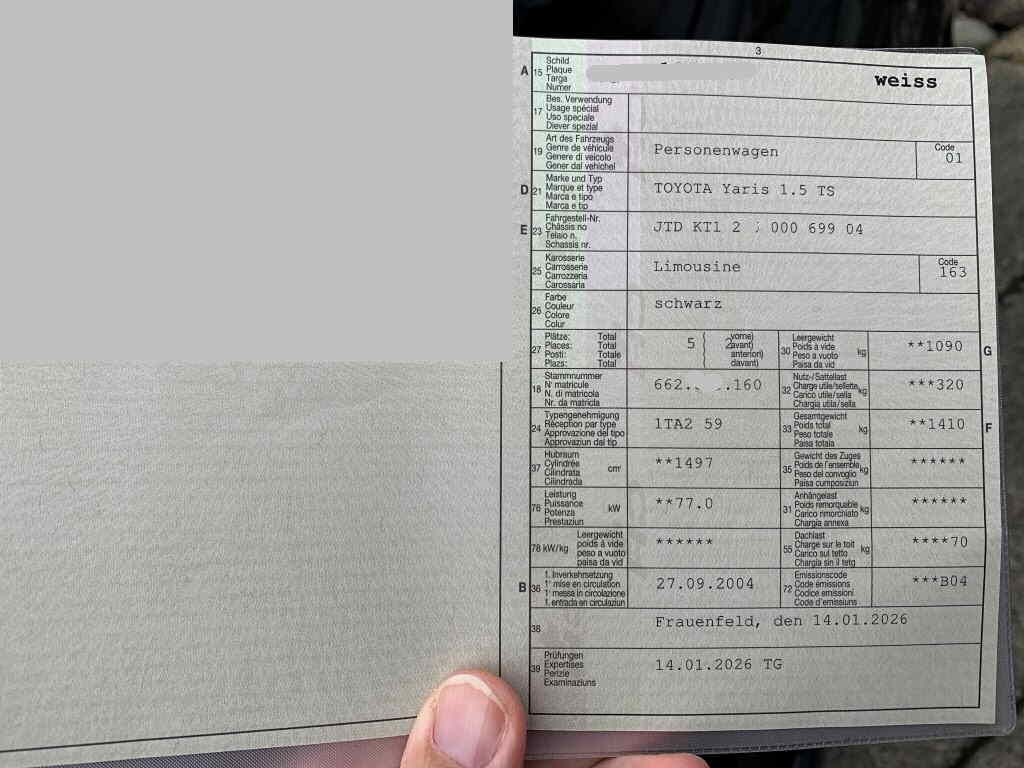 3
A 15 Schild
Plaque
Targa
Numer
weiss
17 Bes. Verwendung
Usage spécial
Uso speciale
Diever spezial
19 Art des Fahrzeugs
Genre de véhicule
Genere di veicolo
Gener dal vehichel
Personenwagen
Code
01
D 21 Marke und Typ
Marque et type
Marca e tipo
Marca e tip
TOYOTA Yaris 1.5 TS
E 23 Fahrgestell-Nr.
Châssis no
Telaio n.
Schassis nr.
JTD KT1 2 000 699 04
25 Karosserie
Carrosserie
Carrozzeria
Carossaria
Limousine
Code
163
26 Farbe
Couleur
Colore
Colur
schwarz
27 Plätze: Total
Places: Total
Posti: Totale
Plazs: Total
5 ( vorne)
( davant)
anteriori)
davant)
30 Leergewicht
Poids à vide
Peso a vuoto
Paisa da vid
kg
**1090 G
18 Stammnummer
N° matricule
N. di matricola
Nr. da matricla
662. .160
32 Nutz-/Sattellast
Charge utile/sellette
Carico utile/sella
Chargia utila/sella
kg
***320
24 Typengenehmigung
Réception par type
Approvazione del tipo
Approvaziun dal tip
1TA2 59
33 Gesamtgewicht
Poids total
Peso totale
Paisa totala
kg
**1410 F
37 Hubraum
Cylindrée
Cilindrata
Cilindrada
cm³
**1497
35 Gewicht des Zuges
Poids de l'ensemble
Peso del convoglio
Paisa cumposiziun
kg
******
76 Leistung
Puissance
Potenza
Prestaziun
kW
**77.0
31 Anhängelast
Poids remorquable
Carico rimorchiato
Chargia annexa
kg
******
78 kW/kg Leergewicht
poids à vide
peso a vuoto
paisa da vid
******
55 Dachlast
Charge sur le toit
Carico sul tetto
Chargia sin il tetg
kg
****70
B 36 1. Inverkehrsetzung
1re mise en circulation
1a messa in circolazione
1. entrada en circulaziun
27.09.2004
72 Emissionscode
Code émissions
Codice emissioni
Code d'emissiuns
***B04
38 Frauenfeld, den 14.01.2026
39 Prüfungen
Expertises
Perizie
Examinaziuns
14.01.2026 TG